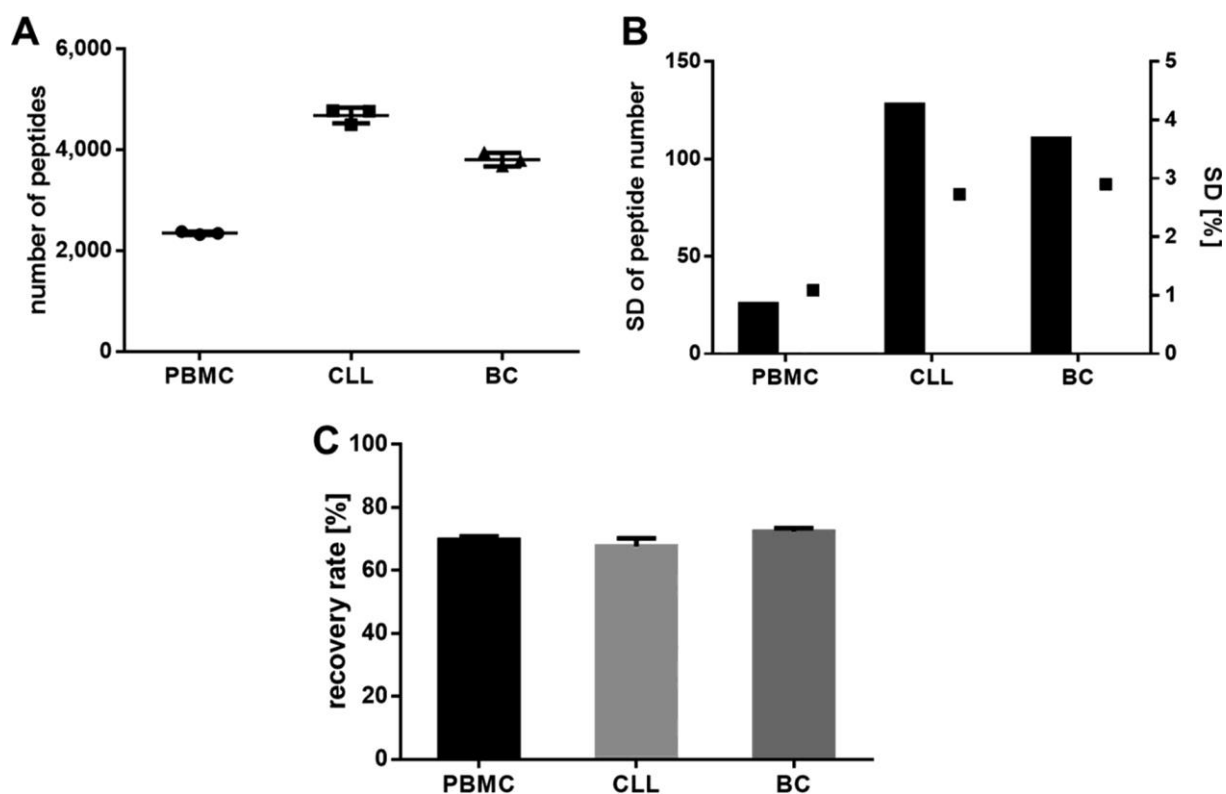 A
number of peptides
6,000
4,000
2,000
0
PBMC CLL BC
B
SD of peptide number
150
100
50
0
SD [%]
5
4
3
2
1
0
PBMC CLL BC
C
recovery rate [%]
100
80
60
40
20
0
PBMC CLL BC